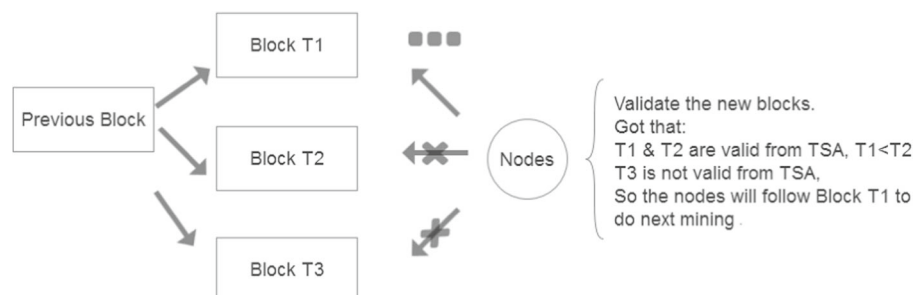 Block T1
Previous Block
Block T2
Block T3
Nodes
Validate the new blocks.
Got that:
T1 & T2 are valid from TSA, T1<T2
T3 is not valid from TSA,
So the nodes will follow Block T1 to
do next mining .